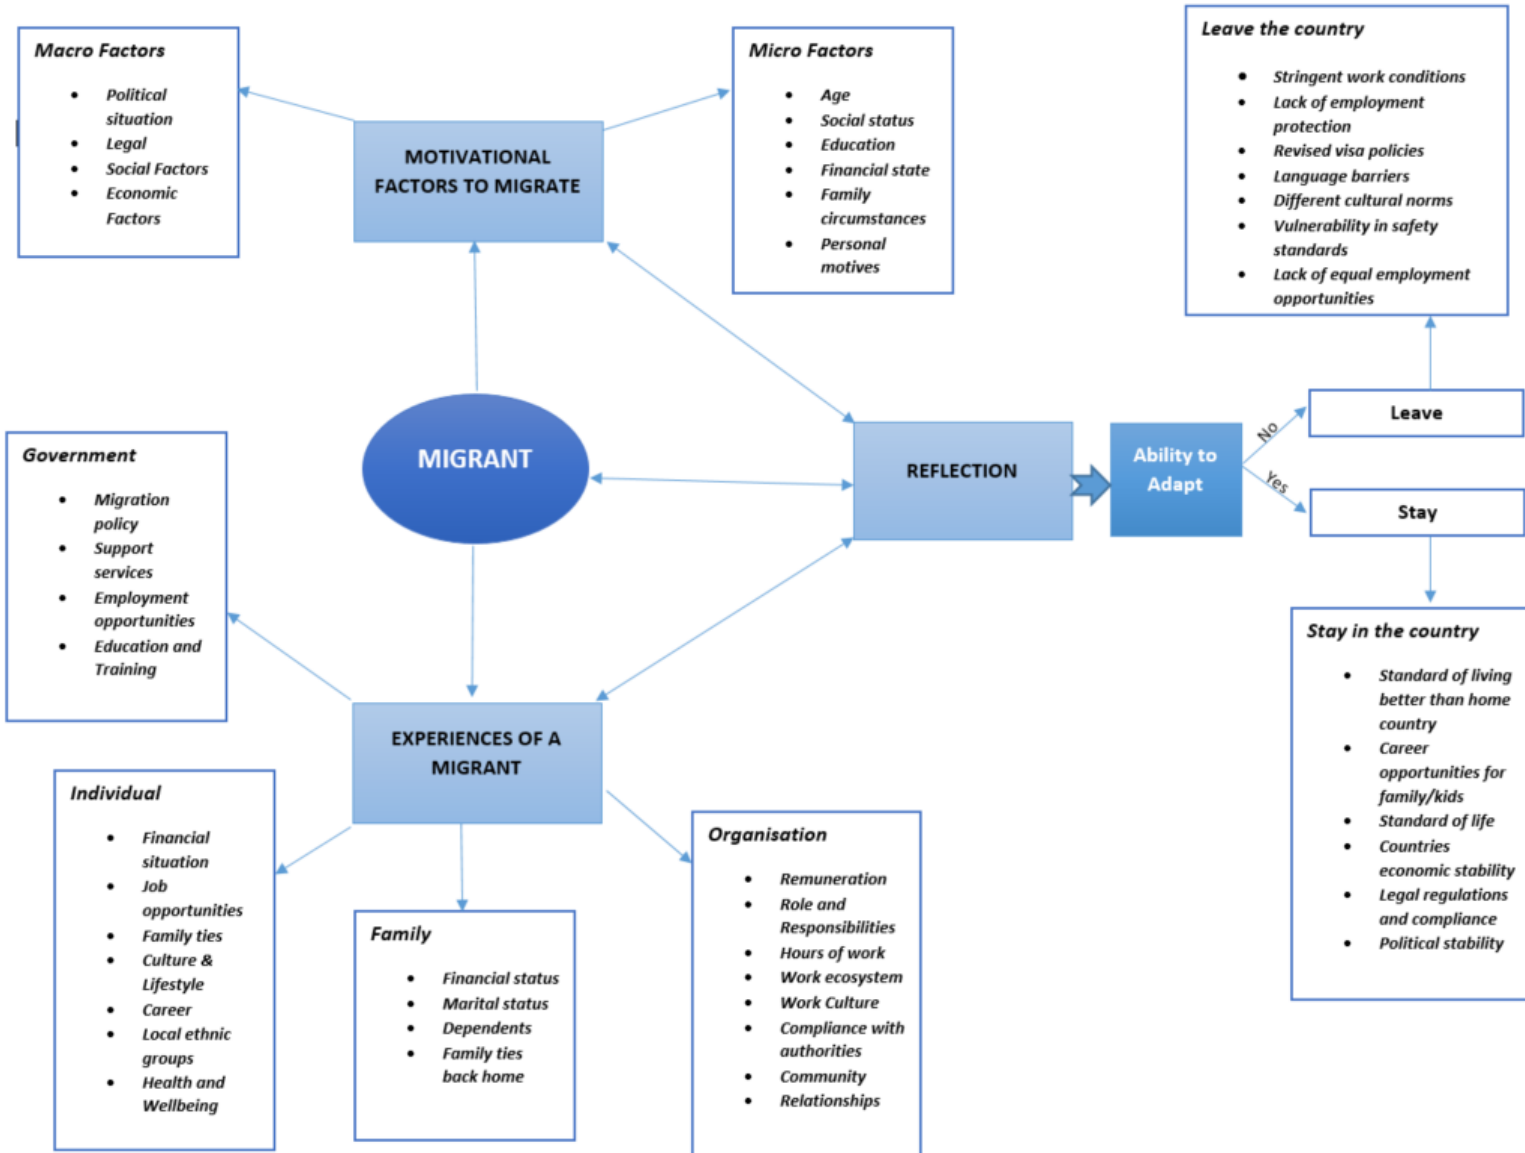 Macro Factors
• Political
situation
• Legal
• Social Factors
• Economic
Factors
MOTIVATIONAL
FACTORS TO MIGRATE
Micro Factors
• Age
• Social status
• Education
• Financial state
• Family
circumstances
• Personal
motives
Leave the country
• Stringent work conditions
• Lack of employment
protection
• Revised visa policies
• Language barriers
• Different cultural norms
• Vulnerability in safety
standards
• Lack of equal employment
opportunities
MIGRANT
REFLECTION
Ability to
Adapt
No
Yes
Leave
Stay
Government
• Migration
policy
• Support
services
• Employment
opportunities
• Education and
Training
EXPERIENCES OF A
MIGRANT
Individual
• Financial
situation
• Job
opportunities
• Family ties
• Culture &
Lifestyle
• Career
• Local ethnic
groups
• Health and
Wellbeing
Family
• Financial status
• Marital status
• Dependents
• Family ties
back home
Organisation
• Remuneration
• Role and
Responsibilities
• Hours of work
• Work ecosystem
• Work Culture
• Compliance with
authorities
• Community
• Relationships
Stay in the country
• Standard of living
better than home
country
• Career
opportunities for
family/kids
• Standard of life
• Countries
economic stability
• Legal regulations
and compliance
• Political stability